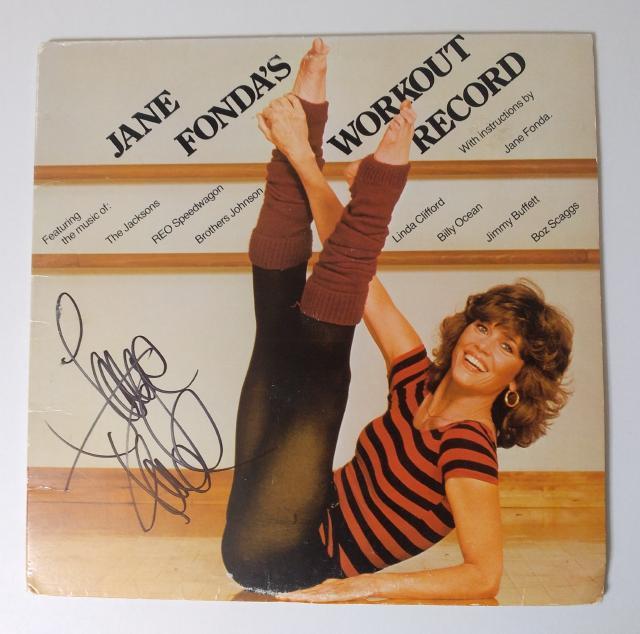 JANE FONDA'S
WORKOUT
RECORD
With instructions by
Jane Fonda.
Featuring
the music of:
The Jacksons
REO Speedwagon
Brothers Johnson
Linda Clifford
Billy Ocean
Jimmy Buffett
Boz Scaggs